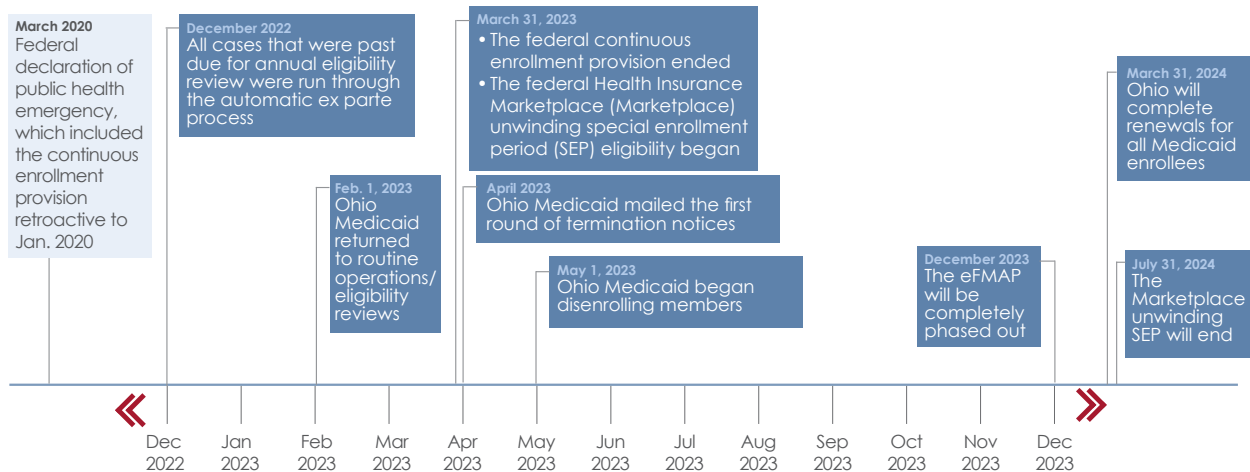 March 2020
Federal
declaration of
public health
emergency,
which included
the continuous
enrollment
provision
retroactive to
Jan. 2020
December 2022
All cases that were past
due for annual eligibility
review were run through
the automatic ex parte
process
Feb. 1, 2023
Ohio
Medicaid
returned
to routine
operations/
eligibility
reviews
March 31, 2023
• The federal continuous
enrollment provision ended
• The federal Health Insurance
Marketplace (Marketplace)
unwinding special enrollment
period (SEP) eligibility began
April 2023
Ohio Medicaid mailed the first
round of termination notices
May 1, 2023
Ohio Medicaid began
disenrolling members
December 2023
The eFMAP
will be
completely
phased out
March 31, 2024
Ohio will
complete
renewals for
all Medicaid
enrollees
July 31, 2024
The
Marketplace
unwinding
SEP will end
Dec
2022
Jan
2023
Feb
2023
Mar
2023
Apr
2023
May
2023
Jun
2023
Jul
2023
Aug
2023
Sep
2023
Oct
2023
Nov
2023
Dec
2023